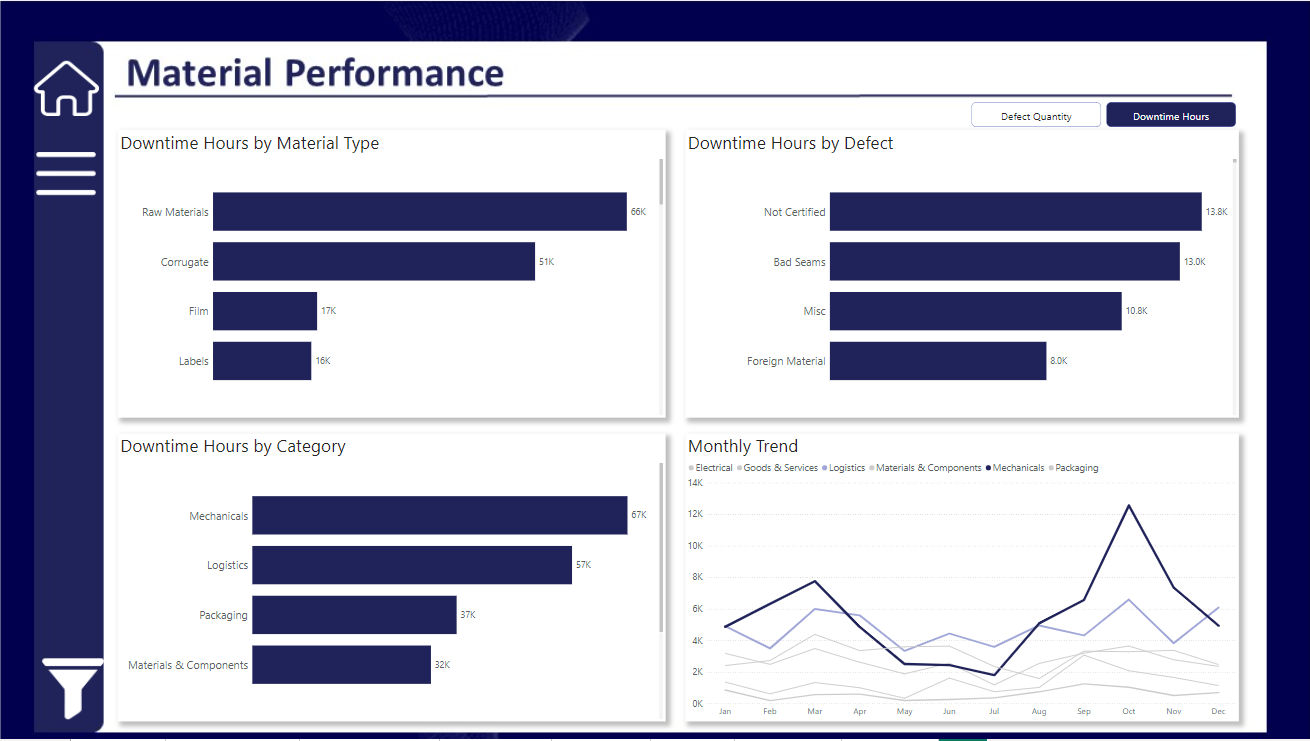 Material Performance
Defect Quantity
Downtime Hours
Downtime Hours by Material Type
Raw Materials 66K
Corrugate 51K
Film 17K
Labels 16K
Downtime Hours by Defect
Not Certified 13.8K
Bad Seams 13.0K
Misc 10.8K
Foreign Material 8.0K
Downtime Hours by Category
Mechanicals 67K
Logistics 57K
Packaging 37K
Materials & Components 32K
Monthly Trend
Electrical Goods & Services Logistics Materials & Components Mechanicals Packaging
14K
12K
10K
8K
6K
4K
2K
0K
Jan Feb Mar Apr May Jun Jul Aug Sep Oct Nov Dec